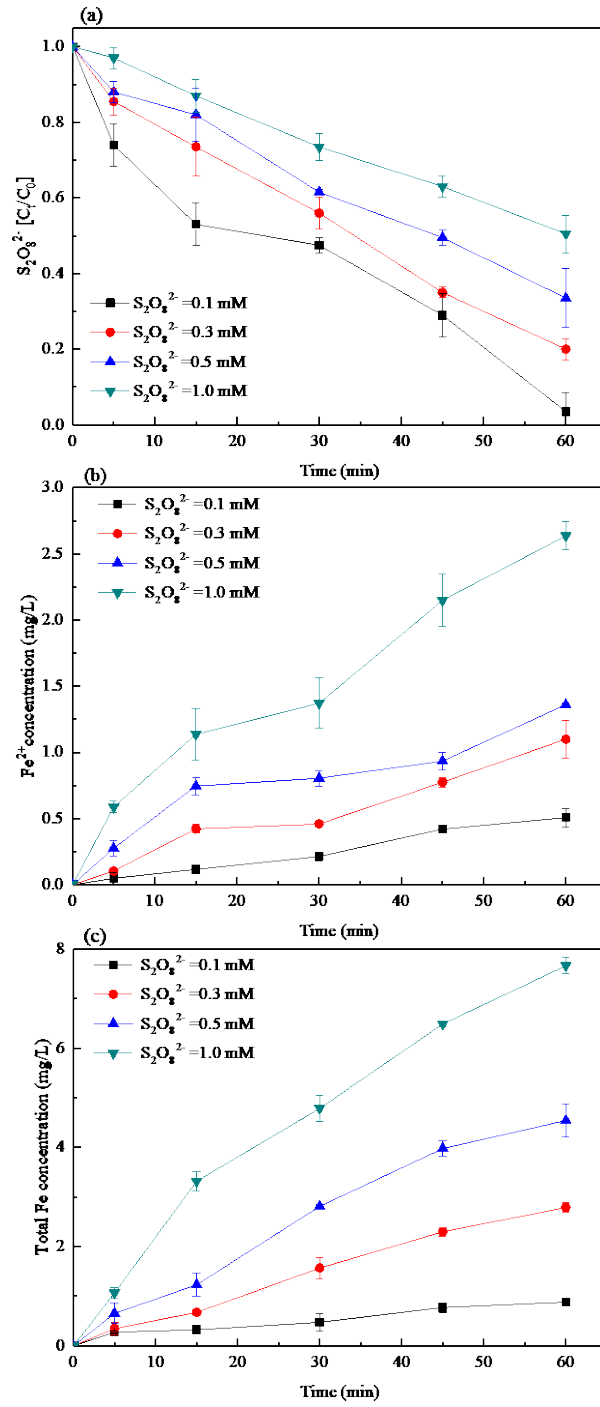 (a)
1.0
0.8
0.6
0.4
0.2
0.0
S₂O₈²⁻ [C/C₀]
S₂O₈²⁻ =0.1 mM
S₂O₈²⁻ =0.3 mM
S₂O₈²⁻ =0.5 mM
S₂O₈²⁻ =1.0 mM
0 10 20 30 40 50 60
Time (min)
(b)
3.0
2.5
2.0
1.5
1.0
0.5
0.0
Fe²⁺concentration (mg/L)
S₂O₈²⁻ =0.1 mM
S₂O₈²⁻ =0.3 mM
S₂O₈²⁻ =0.5 mM
S₂O₈²⁻ =1.0 mM
0 10 20 30 40 50 60
Time (min)
(c)
8
6
4
2
0
Total Fe concentration (mg/L)
S₂O₈²⁻ =0.1 mM
S₂O₈²⁻ =0.3 mM
S₂O₈²⁻ =0.5 mM
S₂O₈²⁻ =1.0 mM
0 10 20 30 40 50 60
Time (min)